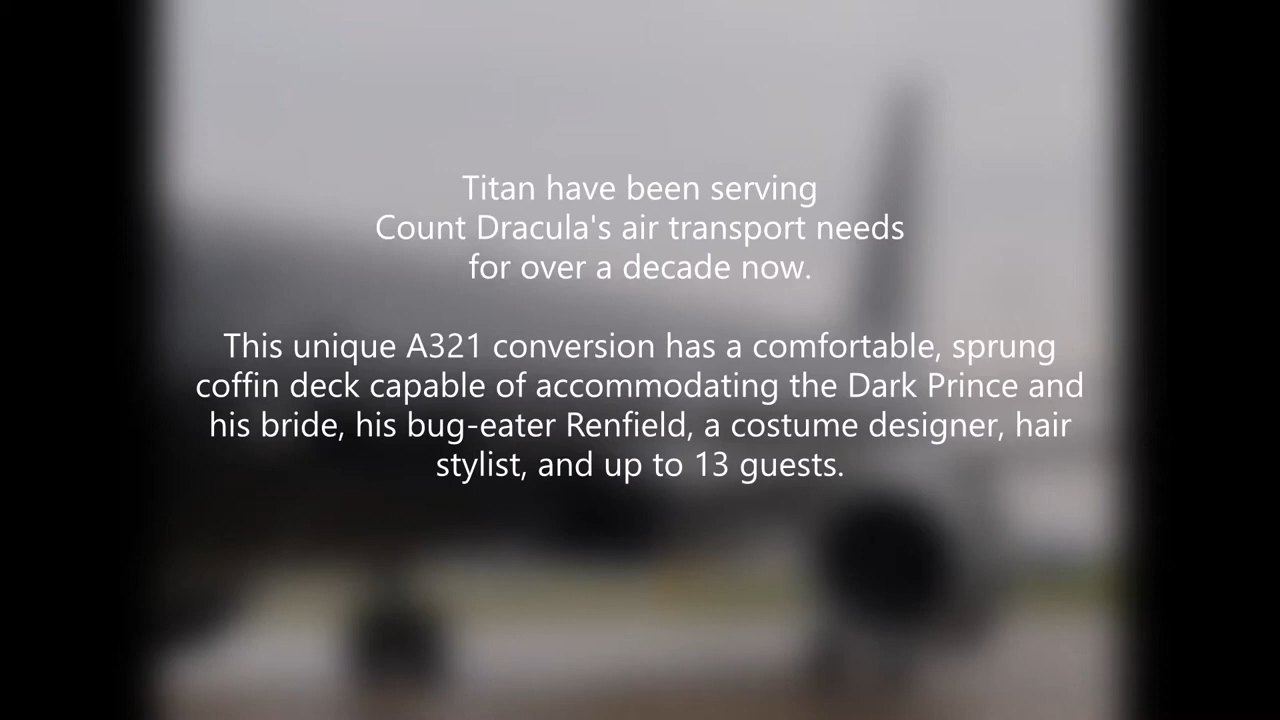 Titan have been serving
Count Dracula's air transport needs
for over a decade now.
This unique A321 conversion has a comfortable, sprung
coffin deck capable of accommodating the Dark Prince and
his bride, his bug-eater Renfield, a costume designer, hair
stylist, and up to 13 guests.